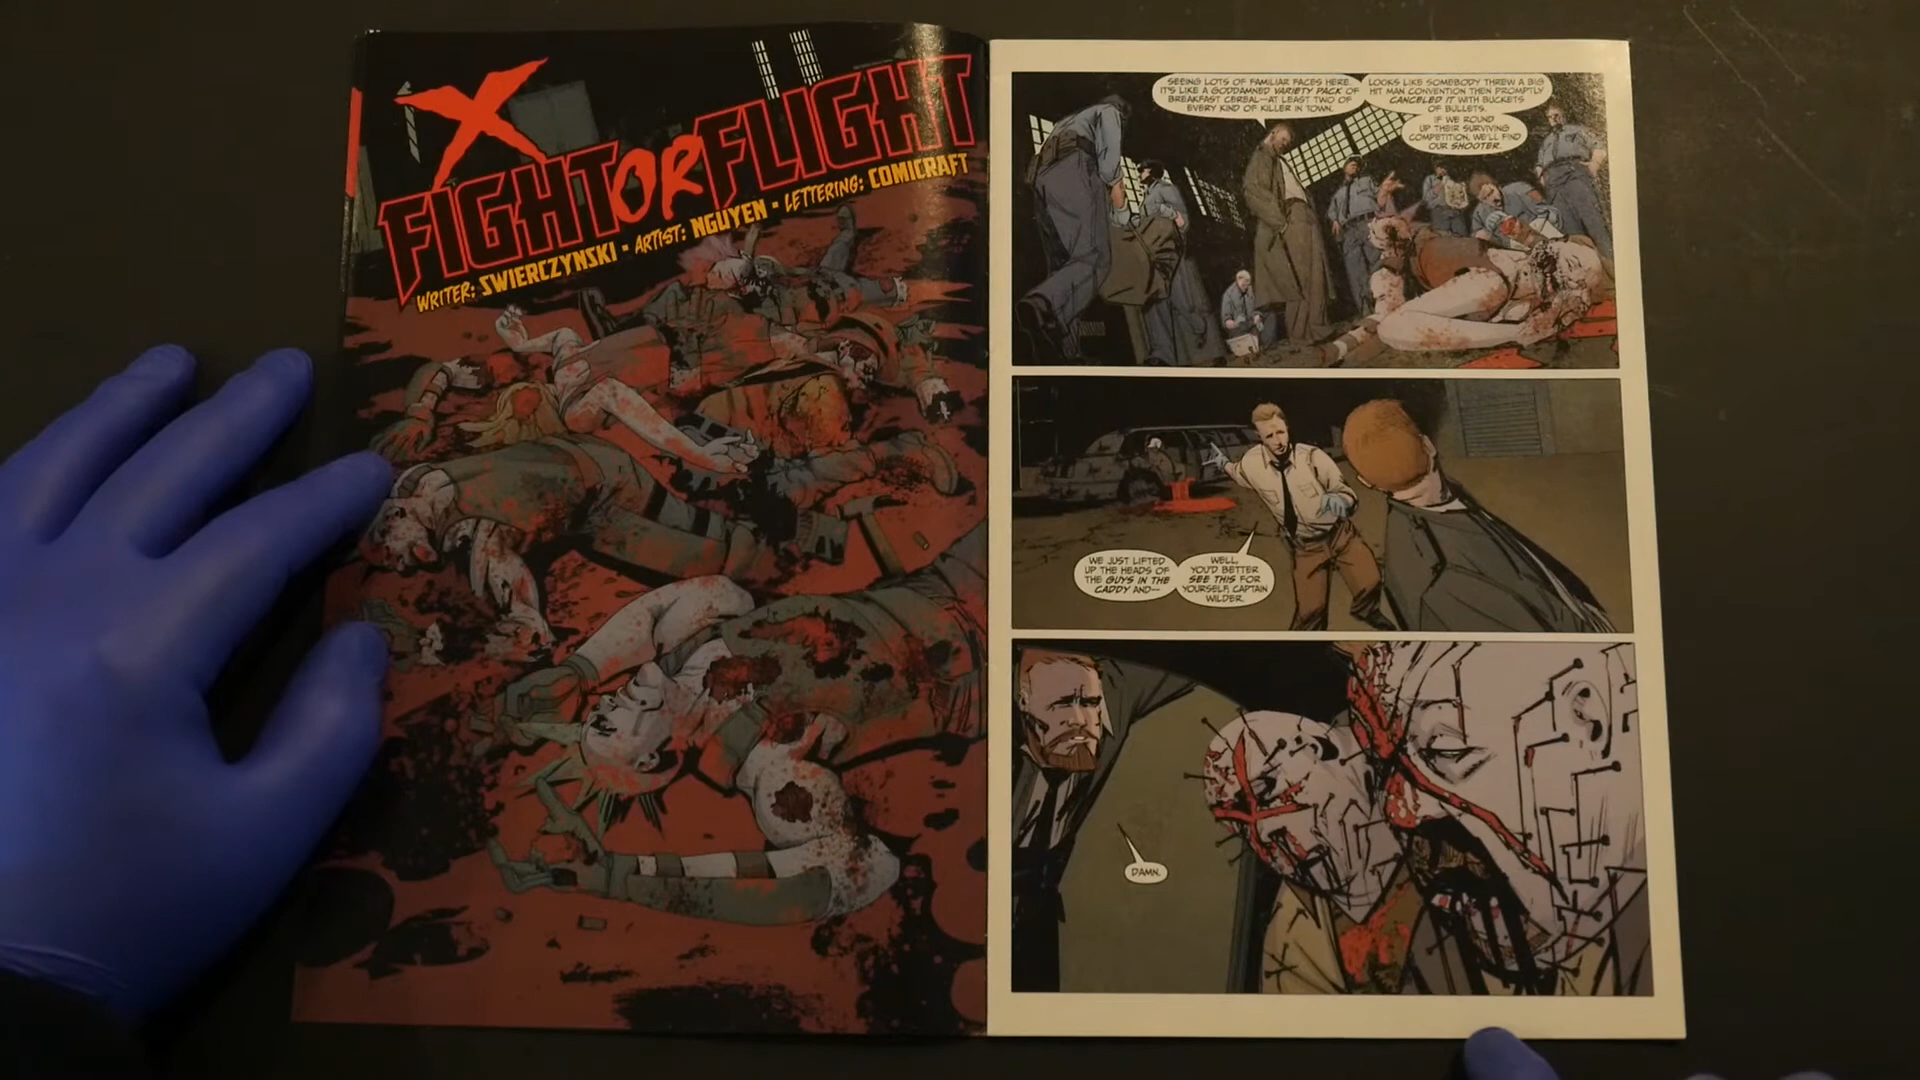 X
FIGHT OR FLIGHT
WRITER: SWIERCZYNSKI • ARTIST: NGUYEN • LETTERING: COMICRAFT
SEEING LOTS OF FAMILIAR FACES HERE.
IT'S LIKE A GODDAMNED VARIETY PACK OF
BREAKFAST CEREAL—AT LEAST TWO OF
EVERY KIND OF KILLER IN TOWN.
LOOKS LIKE SOMEBODY THREW A BIG
HIT MAN CONVENTION THEN PROMPTLY
CANCELED IT WITH BUCKETS
OF BULLETS.
IF WE ROUND
UP THEIR SURVIVING
COMPETITION, WE'LL FIND
OUR SHOOTER.
WE JUST LIFTED
UP THE HEADS OF
THE GUYS IN THE
CADDY AND—
WELL,
YOU'D BETTER
SEE THIS FOR
YOURSELF, CAPTAIN
WILDER.
DAMN.